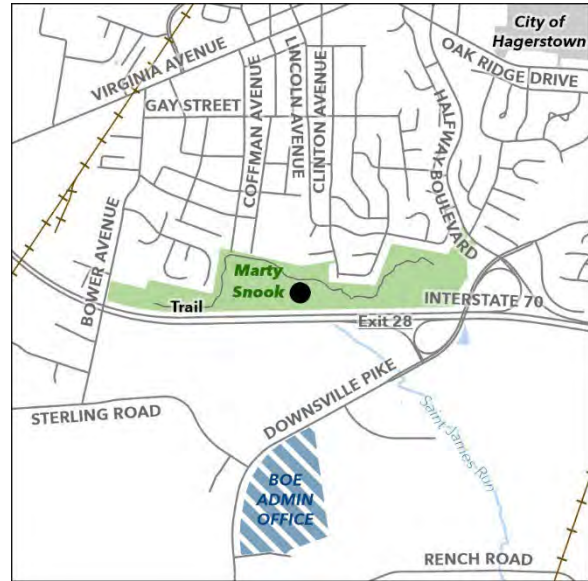 City of
Hagerstown
OAK RIDGE DRIVE
VIRGINIA AVENUE
GAY STREET
COFFMAN AVENUE
LINCOLN AVENUE
CLINTON AVENUE
HALFWAY BOULEVARD
BOWER AVENUE
Marty
Snook
Trail
INTERSTATE 70
Exit 28
DOWNSVILLE PIKE
STERLING ROAD
Saint James Run
BOE
ADMIN
OFFICE
RENCH ROAD